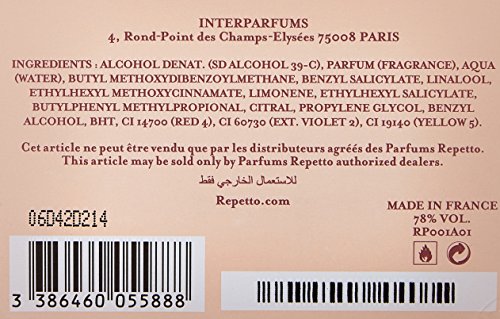 INTERPARFUMS
4, Rond-Point des Champs-Elysées 75008 PARIS
INGREDIENTS : ALCOHOL DENAT. (SD ALCOHOL 39-C), PARFUM (FRAGRANCE), AQUA
(WATER), BUTYL METHOXYDIBENZOYLMETHANE, BENZYL SALICYLATE, LINALOOL,
ETHYLHEXYL METHOXYCINNAMATE, LIMONENE, ETHYLHEXYL SALICYLATE,
BUTYLPHENYL METHYLPROPIONAL, CITRAL, PROPYLENE GLYCOL, BENZYL
ALCOHOL, BHT, CI 14700 (RED 4), CI 60730 (EXT. VIOLET 2), CI 19140 (YELLOW 5).
Cet article ne peut être vendu que par les distributeurs agréés des Parfums Repetto.
This article may be sold only by Parfums Repetto authorized dealers.
للاستعمال الخارجي فقط
Repetto.com
06D42D214
MADE IN FRANCE
78% VOL.
RP001A01
3 386460 055888